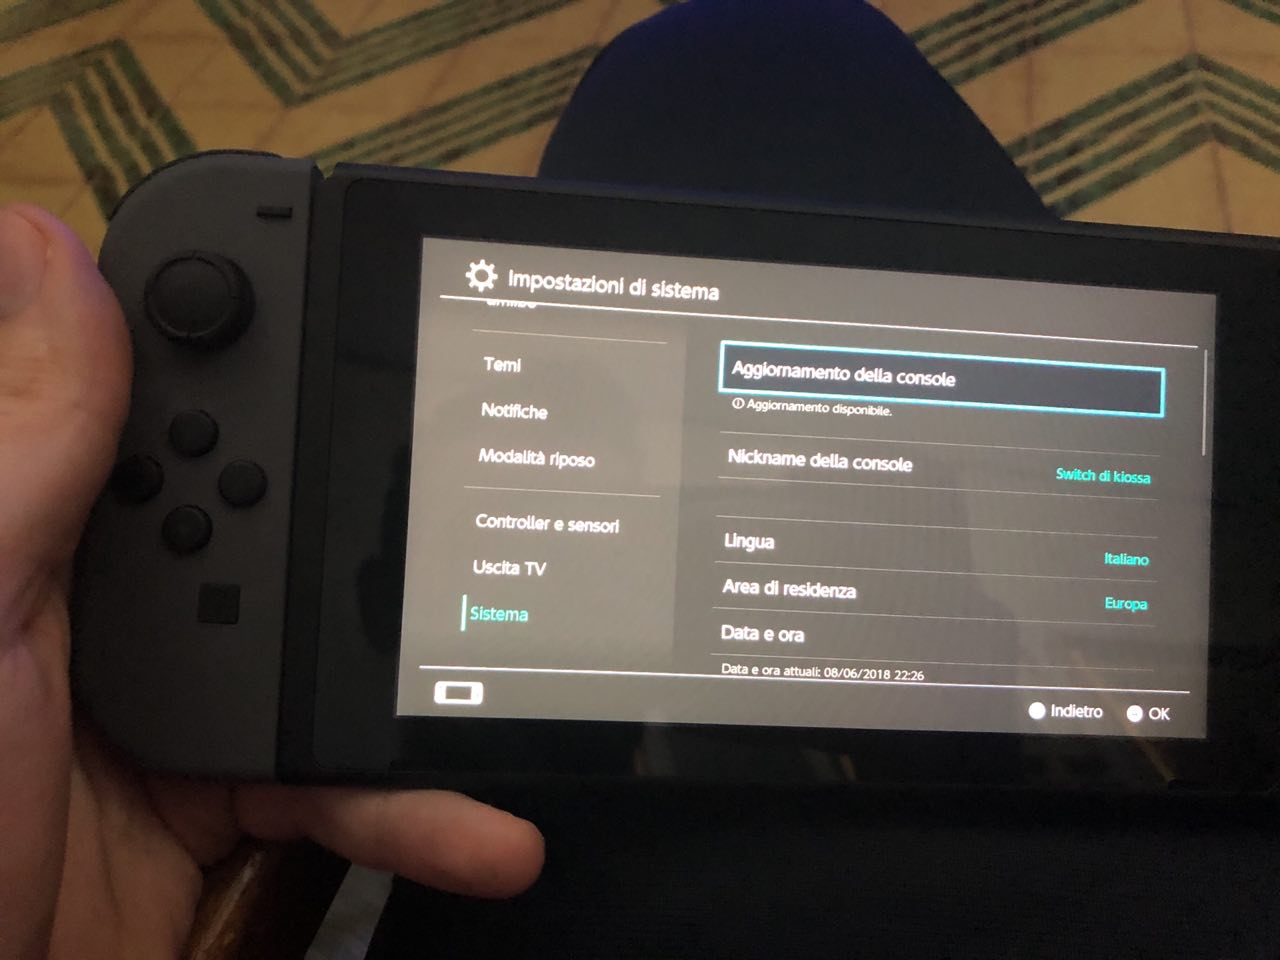 Impostazioni di sistema
amiibo
Temi
Notifiche
Modalità riposo
Controller e sensori
Uscita TV
Sistema
Aggiornamento della console
Aggiornamento disponibile.
Nickname della console Switch di kiossa
Lingua Italiano
Area di residenza Europa
Data e ora
Data e ora attuali: 08/06/2018 22:26
Indietro OK